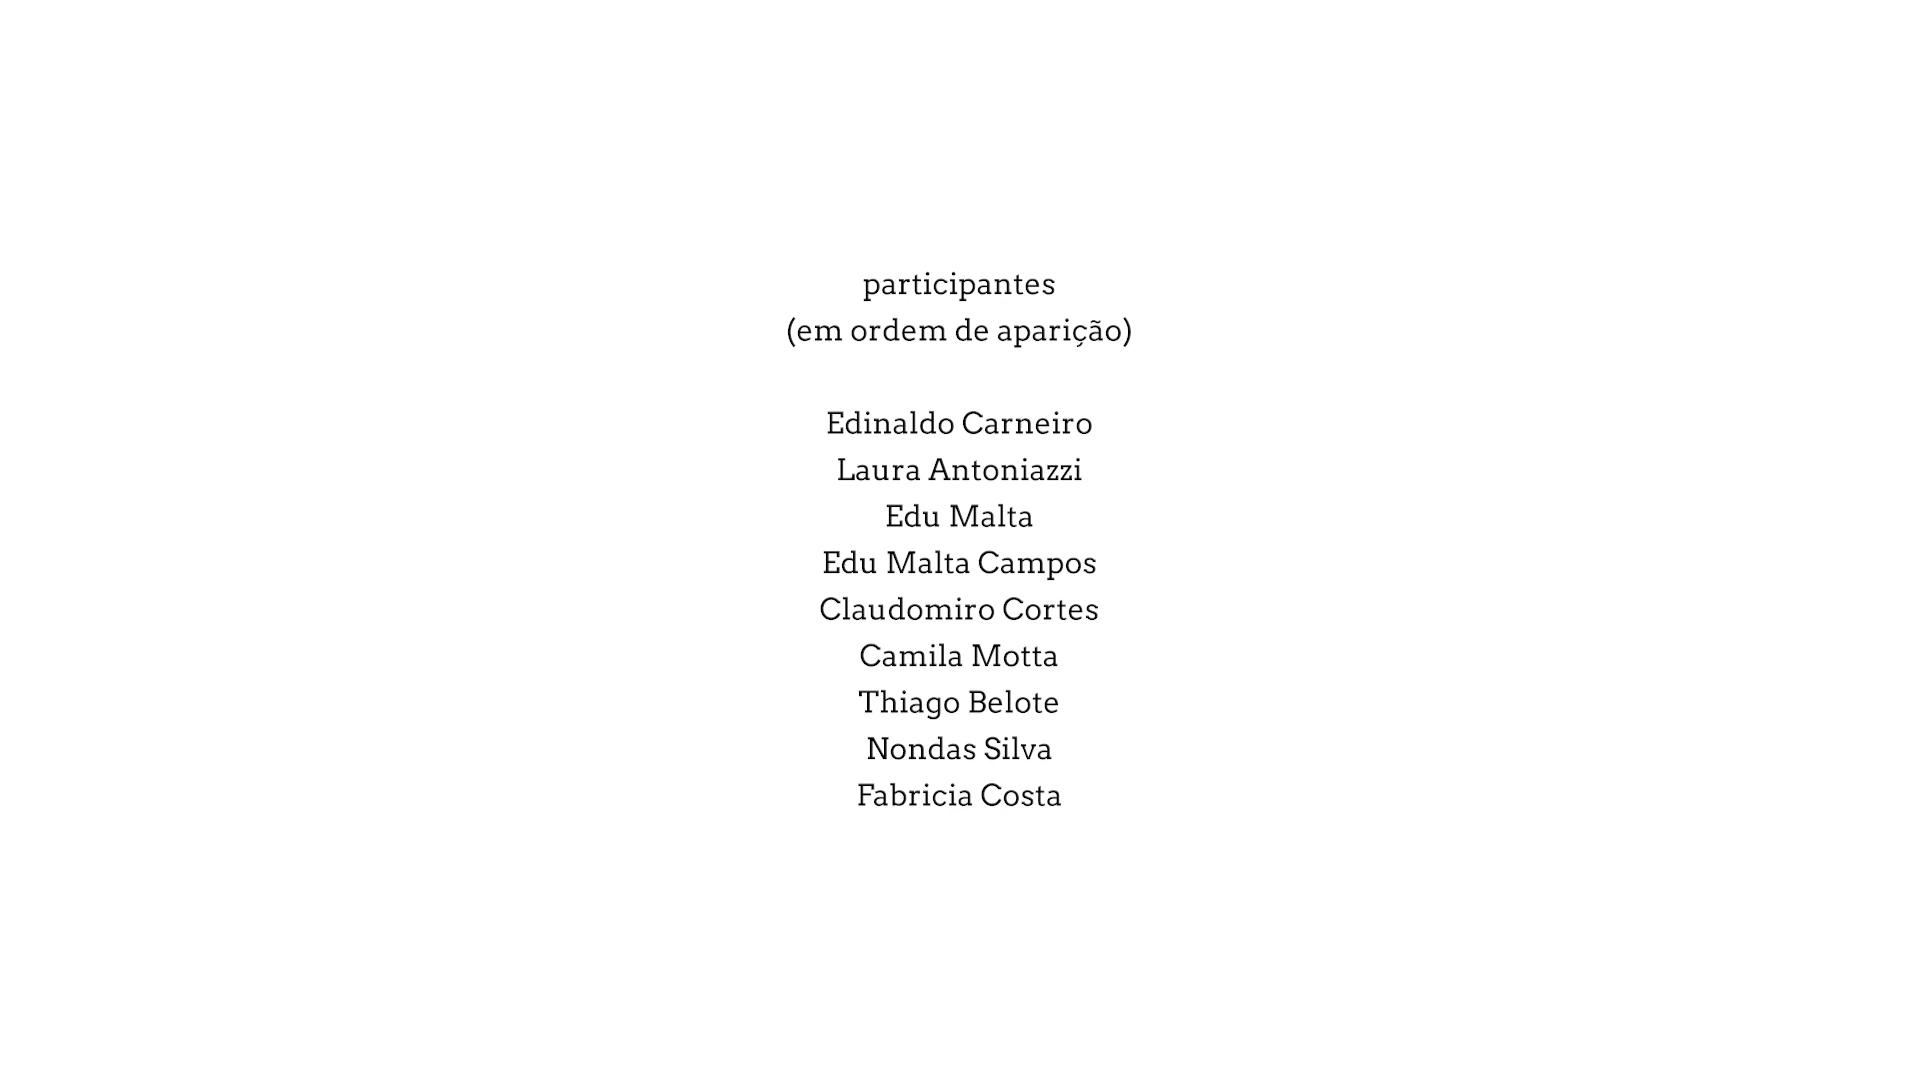 participantes
(em ordem de aparição)
Edinaldo Carneiro
Laura Antoniazzi
Edu Malta
Edu Malta Campos
Claudomiro Cortes
Camila Motta
Thiago Belote
Nondas Silva
Fabricia Costa